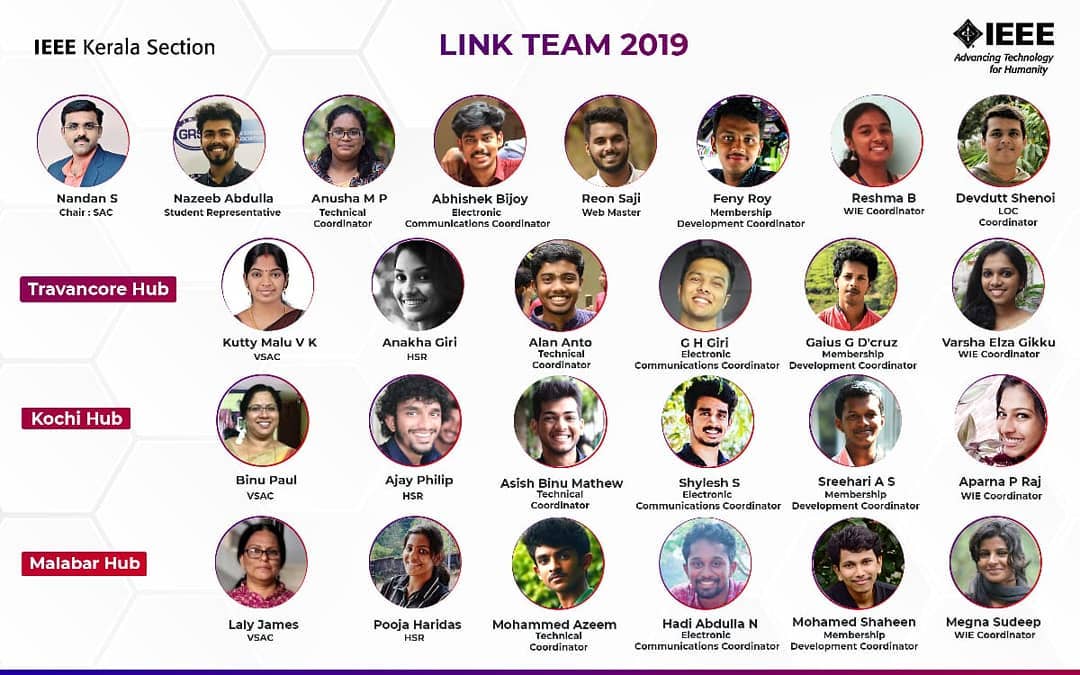 IEEE Kerala Section
LINK TEAM 2019
IEEE
Advancing Technology
for Humanity
GRS
Nandan S
Chair : SAC
Nazeeb Abdulla
Student Representative
Anusha M P
Technical
Coordinator
Abhishek Bijoy
Electronic
Communications Coordinator
Reon Saji
Web Master
Feny Roy
Membership
Development Coordinator
Reshma B
WIE Coordinator
Devdutt Shenoi
LOC
Coordinator
Travancore Hub
Kutty Malu V K
VSAC
Anakha Giri
HSR
Alan Anto
Technical
Coordinator
G H Giri
Electronic
Communications Coordinator
Gaius G D'cruz
Membership
Development Coordinator
Varsha Elza Gikku
WIE Coordinator
Kochi Hub
Binu Paul
VSAC
Ajay Philip
HSR
Asish Binu Mathew
Technical
Coordinator
Shylesh S
Electronic
Communications Coordinator
Sreehari A S
Membership
Development Coordinator
Aparna P Raj
WIE Coordinator
Malabar Hub
Laly James
VSAC
Pooja Haridas
HSR
Mohammed Azeem
Technical
Coordinator
Hadi Abdulla N
Electronic
Communications Coordinator
Mohamed Shaheen
Membership
Development Coordinator
Megna Sudeep
WIE Coordinator